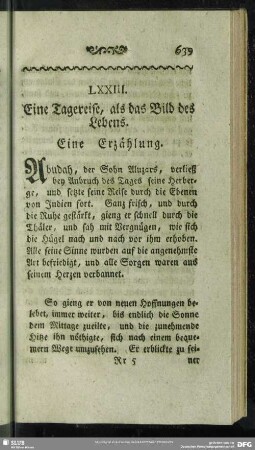 639
LXXIII.
Eine Tagereise, als das Bild des
Lebens.
Eine Erzählung.
Abudah, der Sohn Aluzars, verließ
bey Anbruch des Tages seine Herber-
ge, und setzte seine Reise durch die Ebenen
von Indien fort. Ganz frisch, und durch
die Ruhe gestärkt, gieng er schnell durch die
Thäler, und sah mit Vergnügen, wie sich
die Hügel nach und nach vor ihm erhoben.
Alle seine Sinne wurden auf die angenehmste
Art befriedigt, und alle Sorgen waren aus
seinem Herzen verbannet.
So gieng er von neuen Hoffnungen be-
lebet, immer weiter, bis endlich die Sonne
dem Mittage zueilte, und die zunehmende
Hitze ihn nöthigte, sich nach einem beque-
mern Wege umzusehen. Er erblickte zu sei-
Rr 5 ner
SLUB
DFG